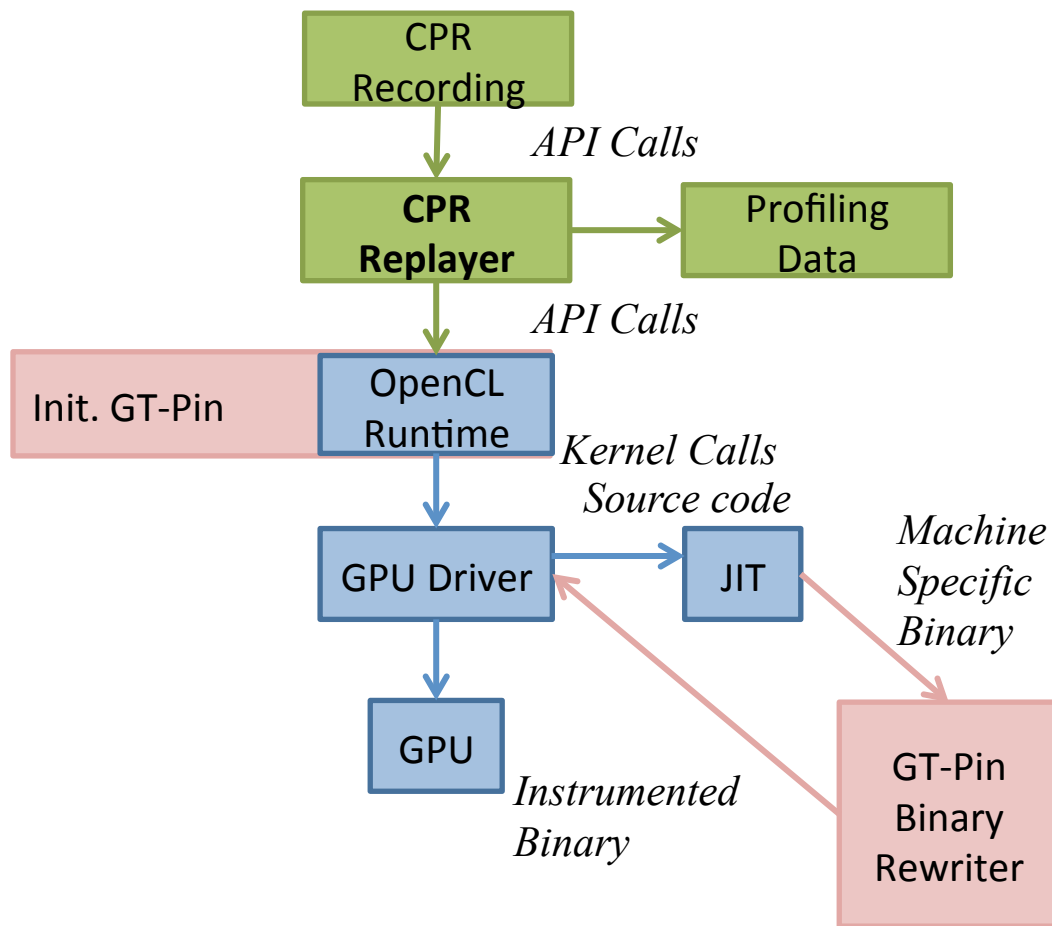 CPR
Recording
API Calls
CPR
Replayer
Profiling
Data
API Calls
Init. GT-Pin
OpenCL
Runtime
Kernel Calls
Source code
GPU Driver
JIT
Machine
Specific
Binary
GPU
Instrumented
Binary
GT-Pin
Binary
Rewriter